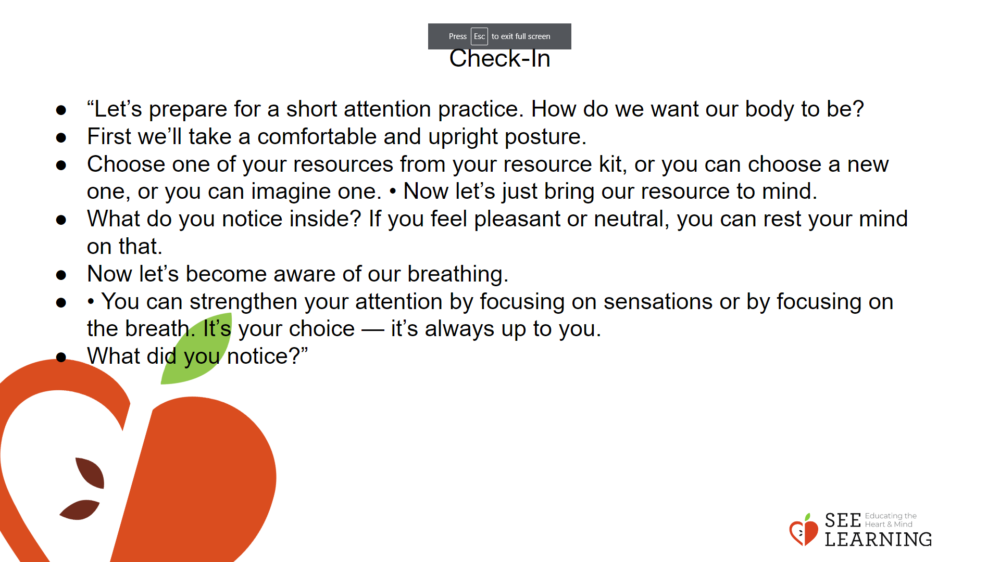 Press Esc to exit full screen
Check-In
● “Let’s prepare for a short attention practice. How do we want our body to be?
● First we’ll take a comfortable and upright posture.
● Choose one of your resources from your resource kit, or you can choose a new
one, or you can imagine one. • Now let’s just bring our resource to mind.
● What do you notice inside? If you feel pleasant or neutral, you can rest your mind
on that.
● Now let’s become aware of our breathing.
● • You can strengthen your attention by focusing on sensations or by focusing on
the breath. It’s your choice — it’s always up to you.
● What did you notice?”
SEE Educating the
Heart & Mind
LEARNING